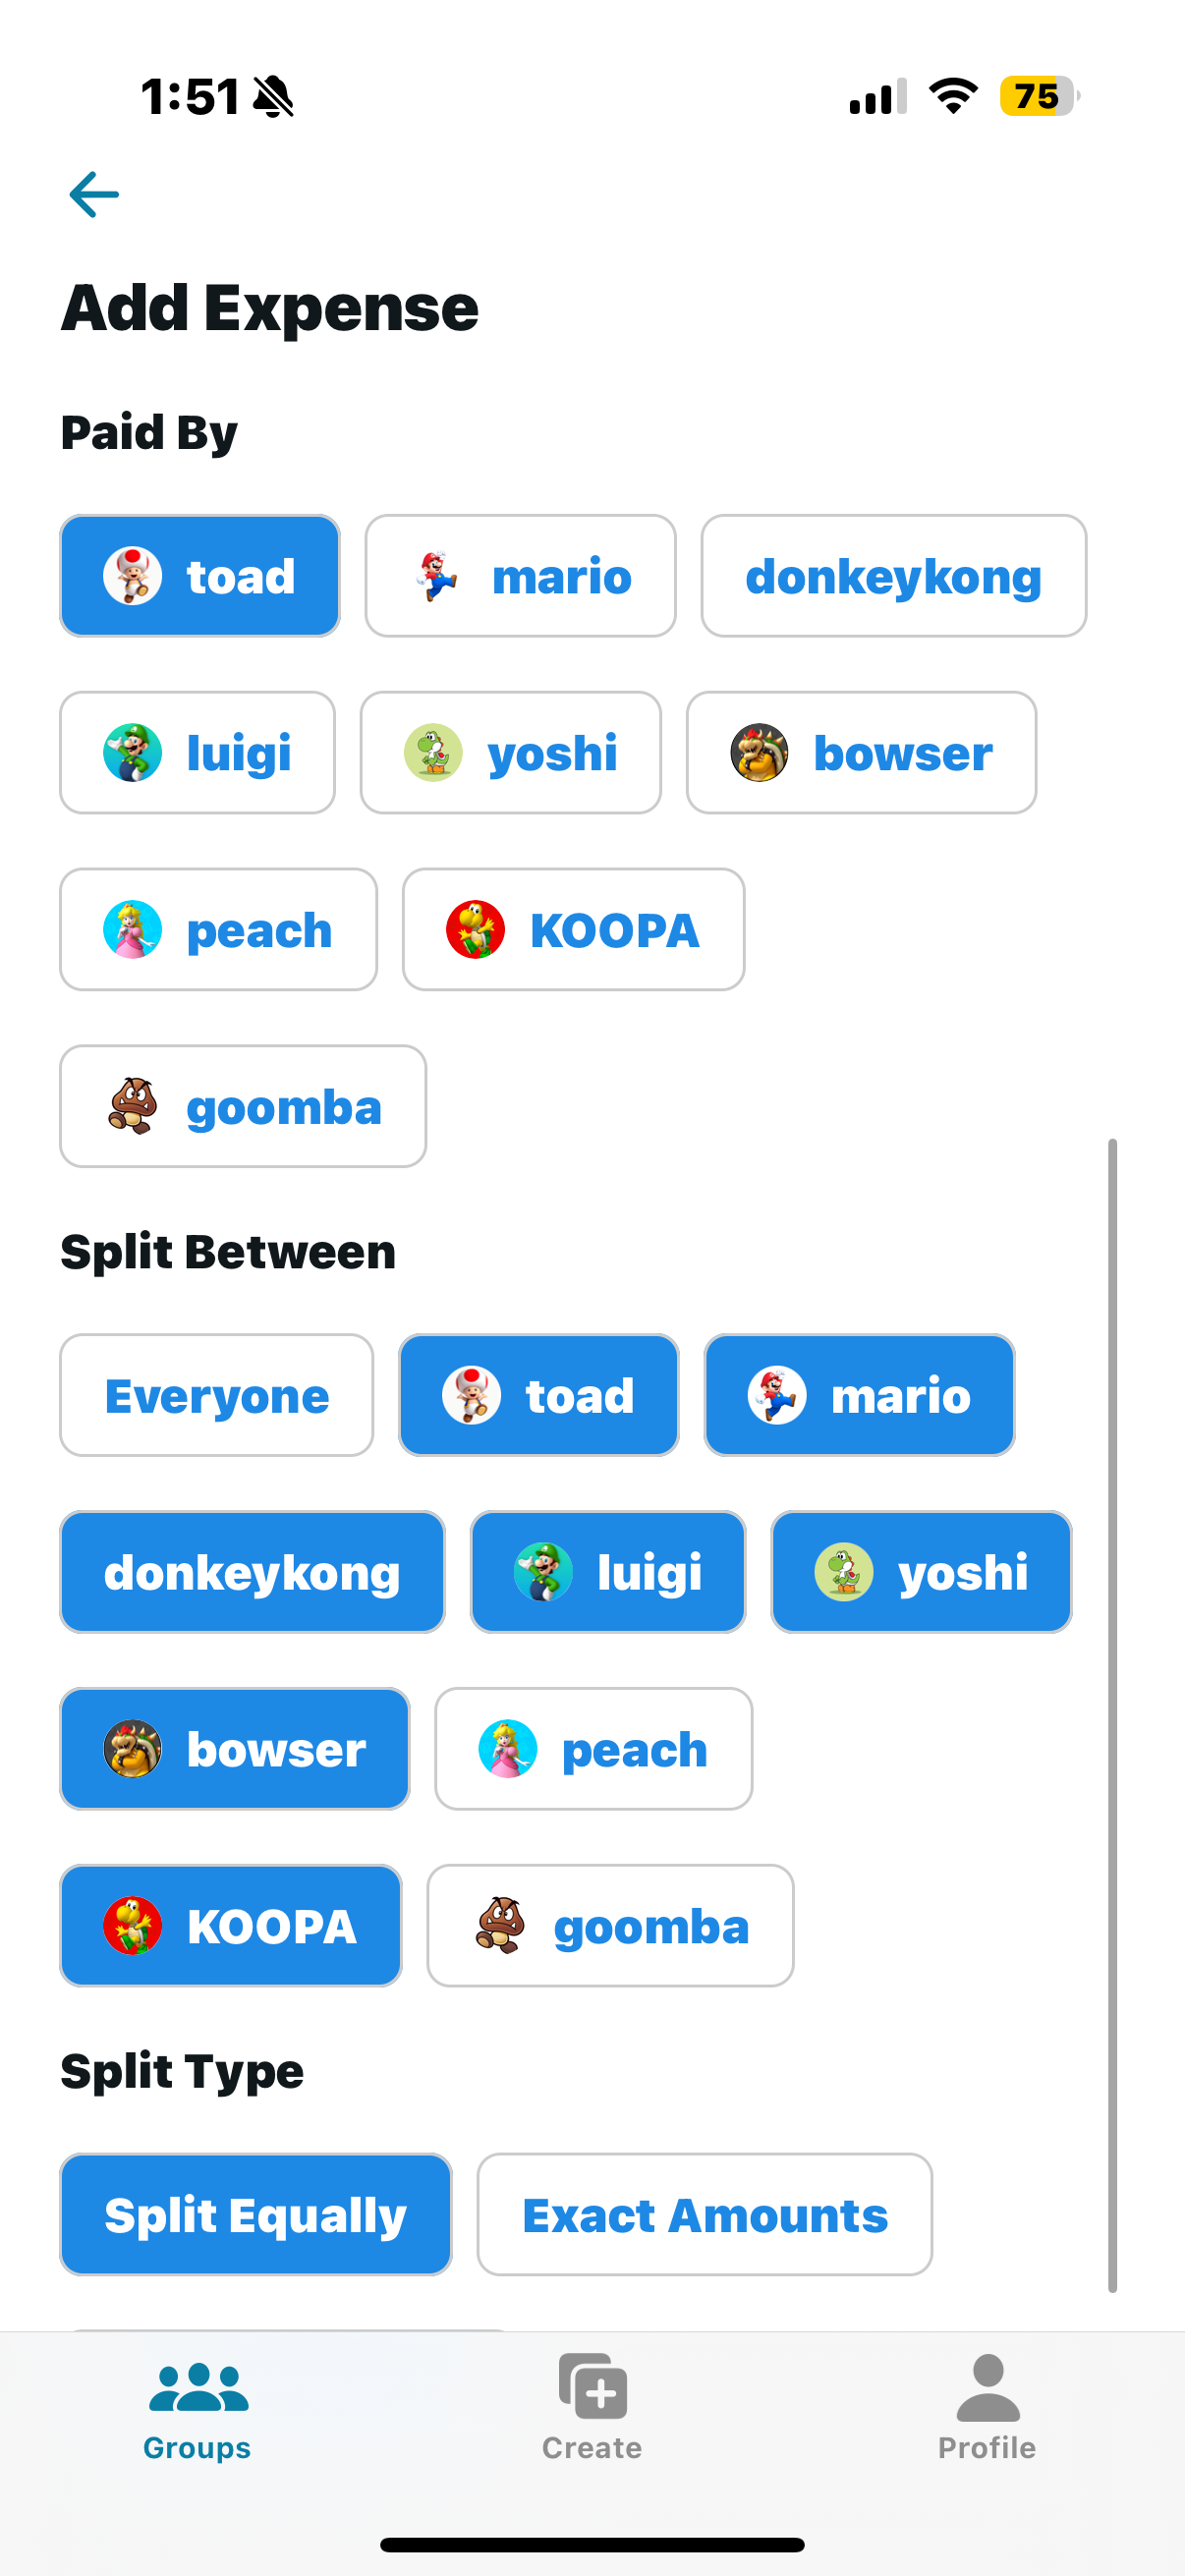 1:51 75
Add Expense
Paid By
toad mario donkeykong
luigi yoshi bowser
peach KOOPA
goomba
Split Between
Everyone toad mario
donkeykong luigi yoshi
bowser peach
KOOPA goomba
Split Type
Split Equally Exact Amounts
Groups Create Profile